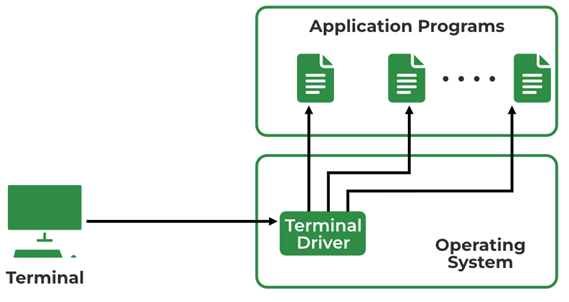 Application Programs
Terminal
Driver
Operating
System
Terminal